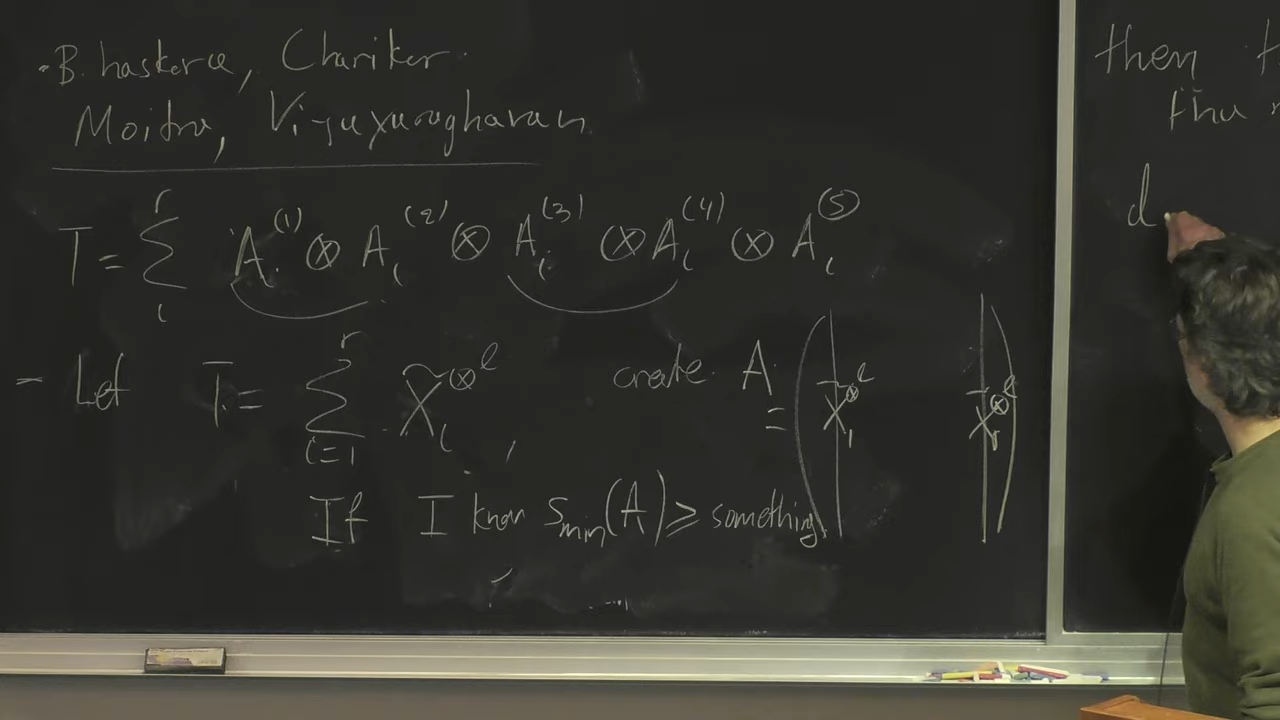 - B. haskera, Charikar
Moitra, Vijayaraghavan
T = Σ_i^r A_i^(1) ⊗ A_i^(2) ⊗ A_i^(3) ⊗ A_i^(4) ⊗ A_i^(5)
- Let T = Σ_{i=1}^r X̃_i^{⊗l}, create A = ( X̃_1^{⊗l} X̃_r^{⊗l} )
If I know S_min(A) ≥ something
then
d